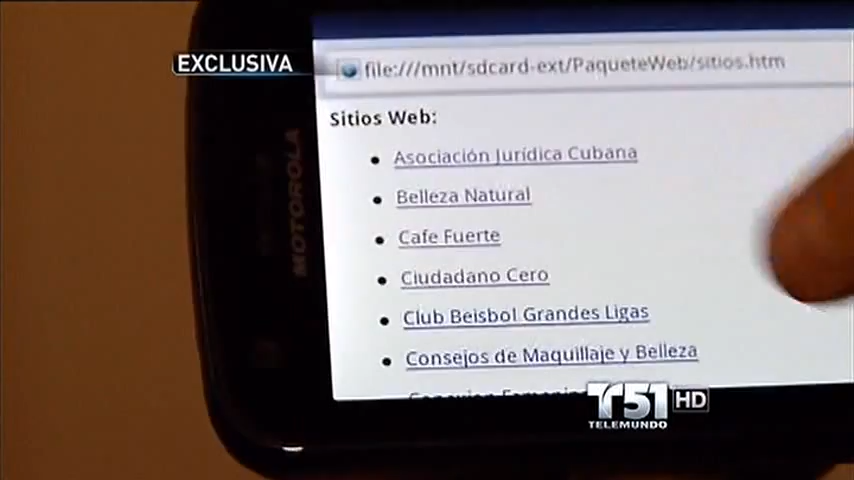 EXCLUSIVA
file:///mnt/sdcard-ext/PaqueteWeb/sitios.htm
Sitios Web:
Asociación Jurídica Cubana
Belleza Natural
Cafe Fuerte
Ciudadano Cero
Club Beisbol Grandes Ligas
Consejos de Maquillaje y Belleza
MOTOROLA
T51 HD
TELEMUNDO